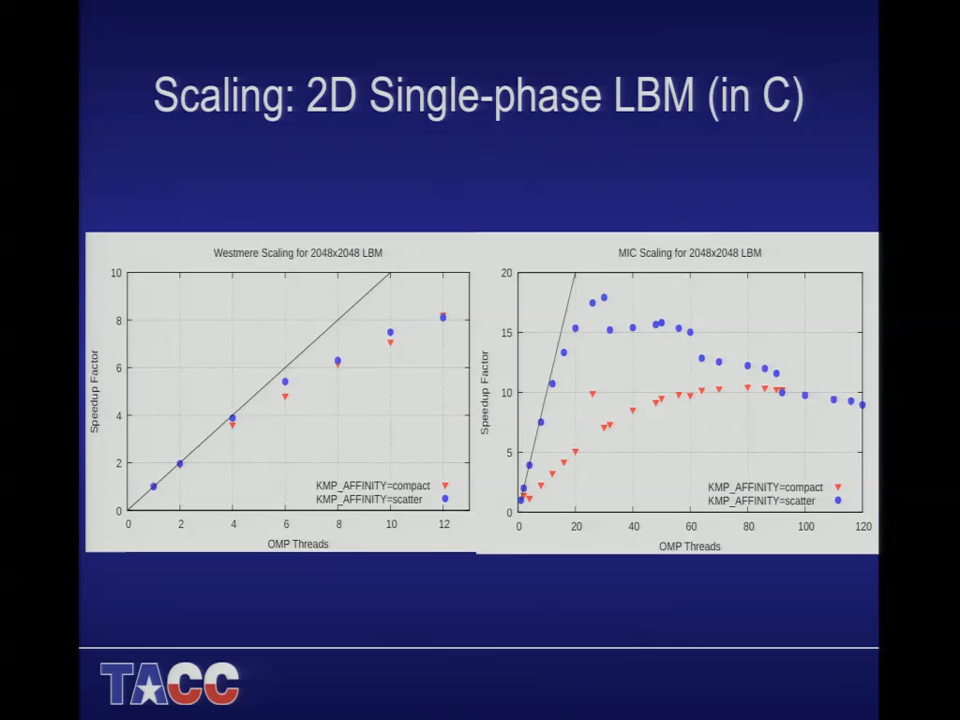 Scaling: 2D Single-phase LBM (in C)
Westmere Scaling for 2048x2048 LBM
10
8
6
4
2
0
0 2 4 6 8 10 12
Speedup Factor
OMP Threads
KMP_AFFINITY=compact
KMP_AFFINITY=scatter
MIC Scaling for 2048x2048 LBM
20
15
10
5
0
0 20 40 60 80 100 120
Speedup Factor
OMP Threads
KMP_AFFINITY=compact
KMP_AFFINITY=scatter
TACC